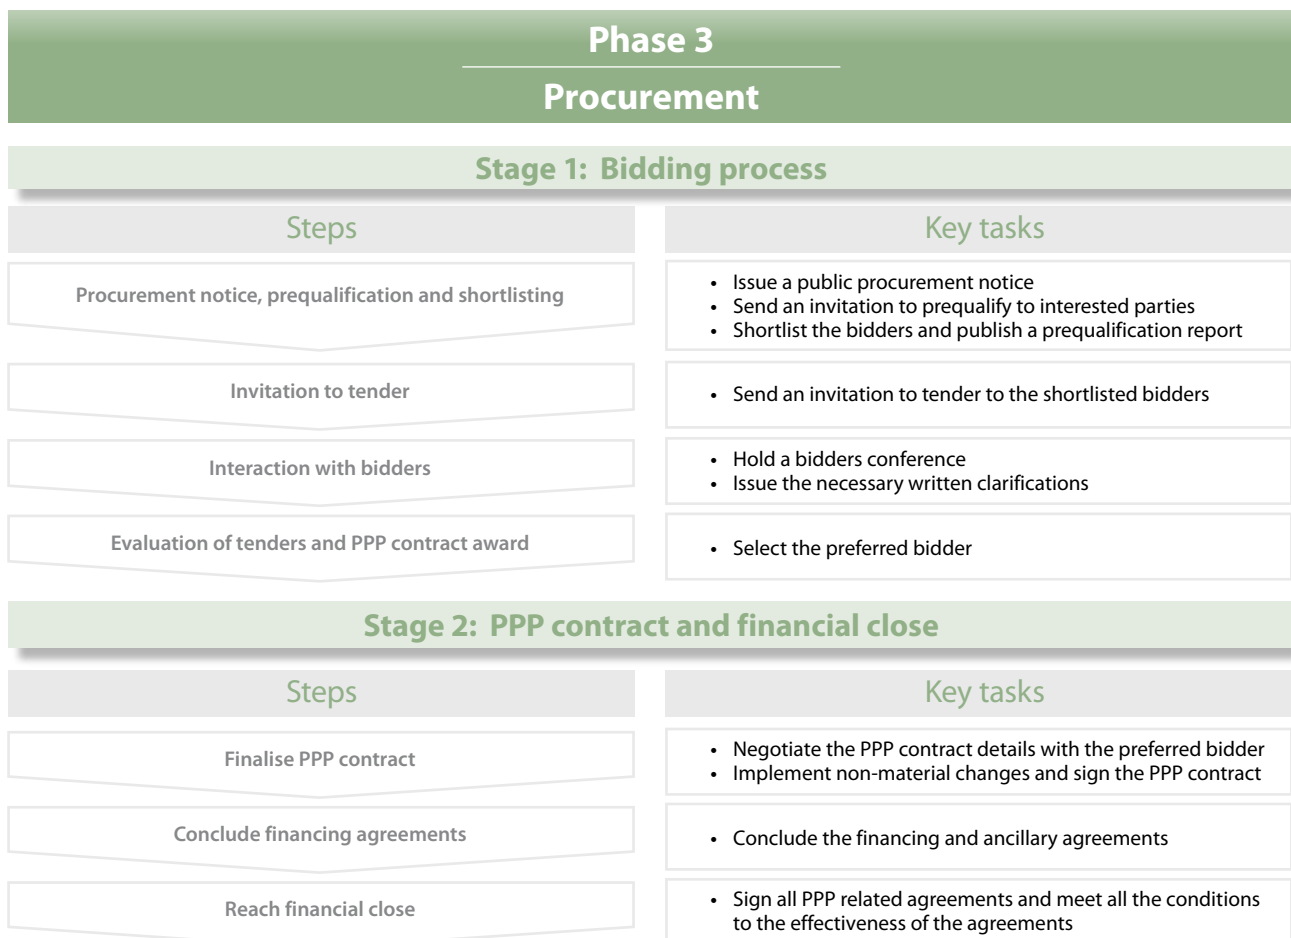 Phase 3
Procurement
Stage 1: Bidding process
Steps
Key tasks
Procurement notice, prequalification and shortlisting
• Issue a public procurement notice
• Send an invitation to prequalify to interested parties
• Shortlist the bidders and publish a prequalification report
Invitation to tender
• Send an invitation to tender to the shortlisted bidders
Interaction with bidders
• Hold a bidders conference
• Issue the necessary written clarifications
Evaluation of tenders and PPP contract award
• Select the preferred bidder
Stage 2: PPP contract and financial close
Steps
Key tasks
Finalise PPP contract
• Negotiate the PPP contract details with the preferred bidder
• Implement non-material changes and sign the PPP contract
Conclude financing agreements
• Conclude the financing and ancillary agreements
Reach financial close
• Sign all PPP related agreements and meet all the conditions
to the effectiveness of the agreements